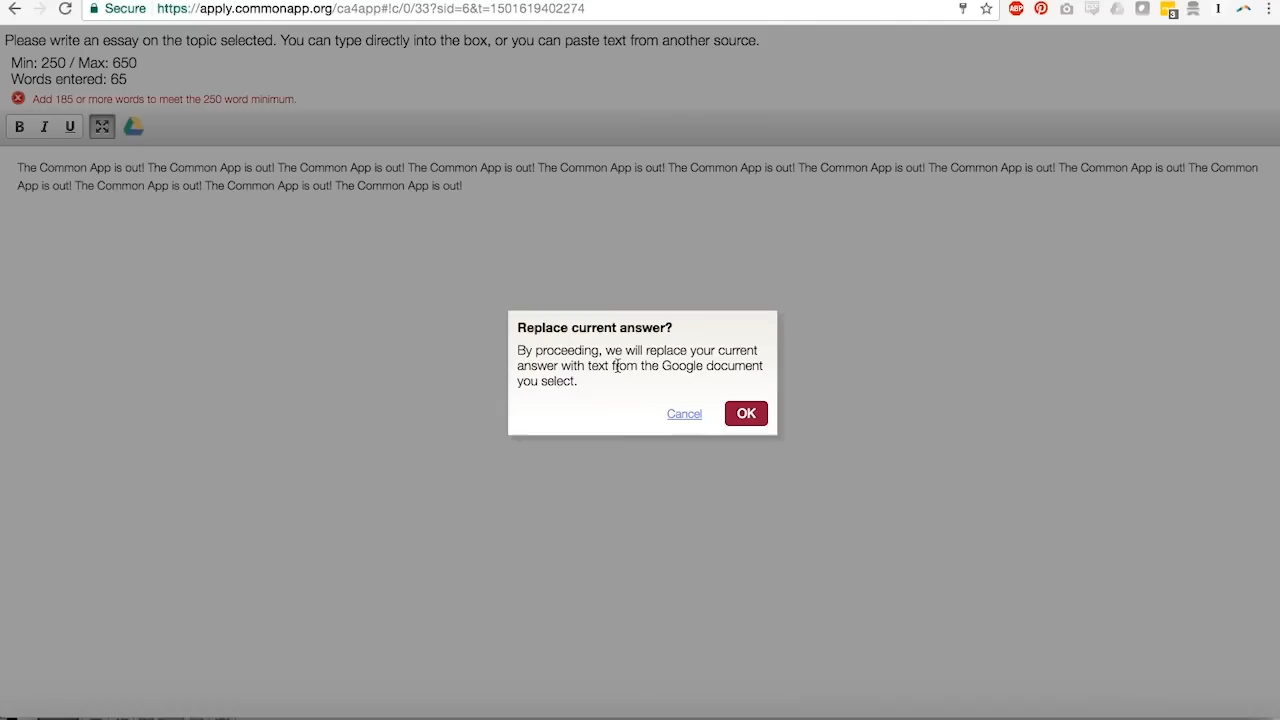 Secure https://apply.commonapp.org/ca4app#!c/0/33?sid=6&t=1501619402274
ABP
3
Please write an essay on the topic selected. You can type directly into the box, or you can paste text from another source.
Min: 250 / Max: 650
Words entered: 65
Add 185 or more words to meet the 250 word minimum.
B I U
The Common App is out! The Common App is out! The Common App is out! The Common App is out! The Common App is out! The Common App is out! The Common App is out! The Common App is out! The Common App is out! The Common
App is out! The Common App is out! The Common App is out! The Common App is out!
Replace current answer?
By proceeding, we will replace your current
answer with text from the Google document
you select.
Cancel OK